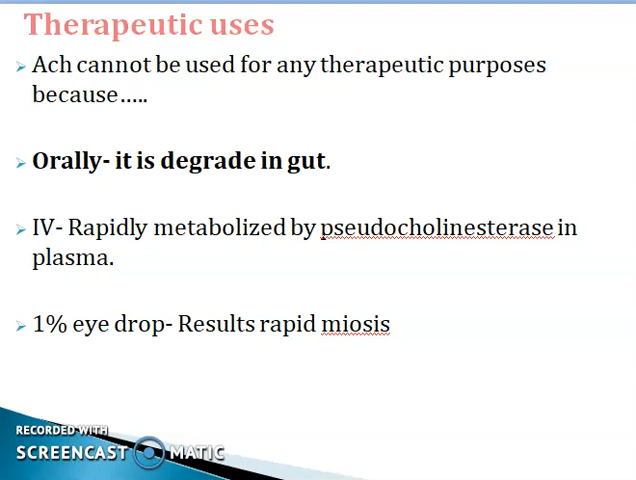 Therapeutic uses
Ach cannot be used for any therapeutic purposes
because…..
Orally- it is degrade in gut.
IV- Rapidly metabolized by pseudocholinesterase in
plasma.
1% eye drop- Results rapid miosis
RECORDED WITH
SCREENCAST MATIC